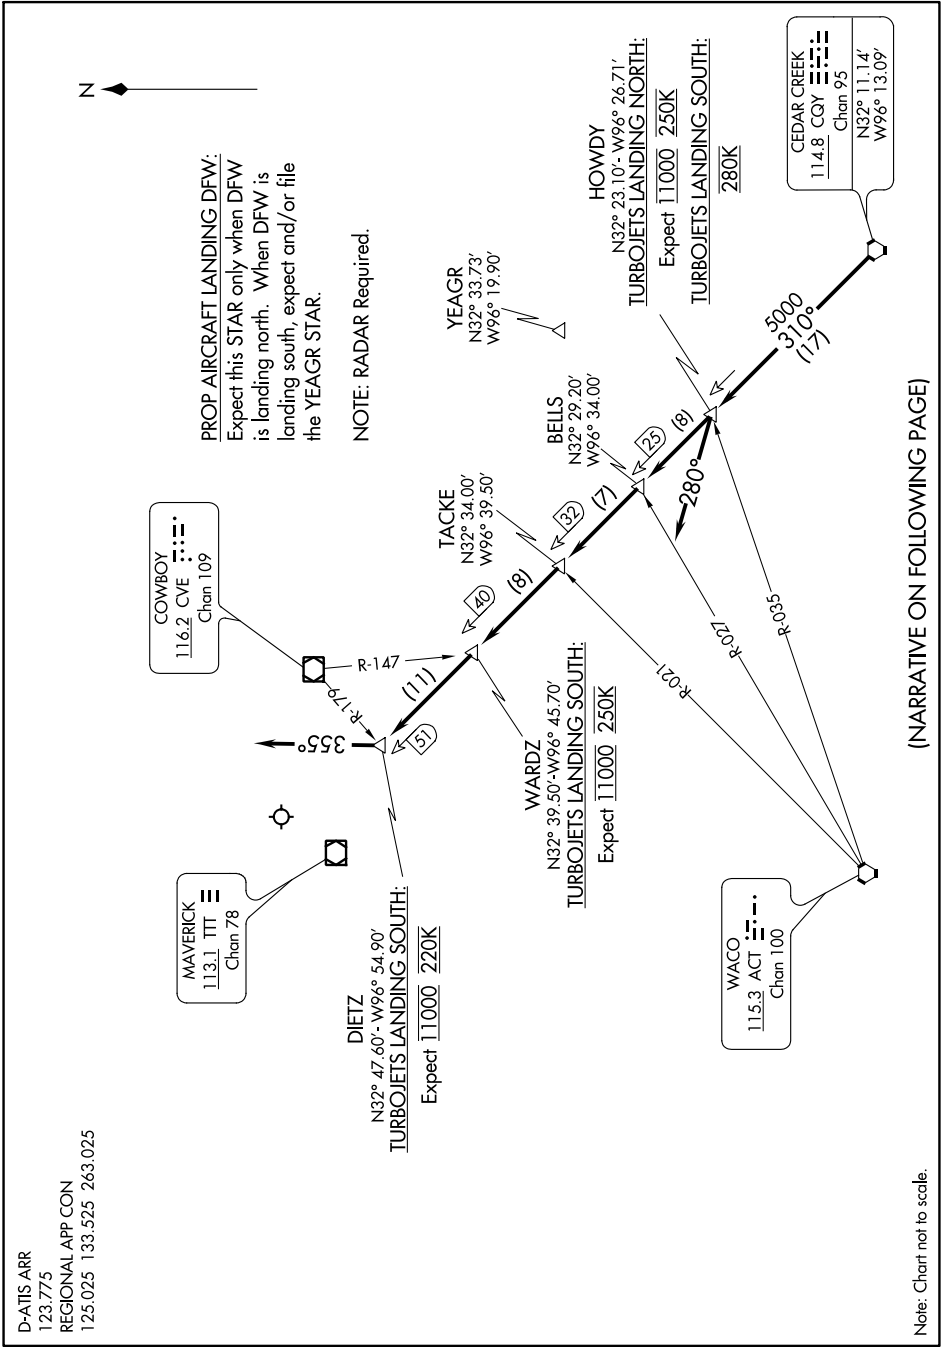 D-ATIS ARR
123.775
REGIONAL APP CON
125.025 133.525 263.025
N
PROP AIRCRAFT LANDING DFW:
Expect this STAR only when DFW
is landing north. When DFW is
landing south, expect and/or file
the YEAGR STAR.
NOTE: RADAR Required.
COWBOY
116.2 CVE
Chan 109
MAVERICK
113.1 TTT
Chan 78
355°
R-179
R-147
DIETZ
N32° 47.60′- W96° 54.90′
TURBOJETS LANDING SOUTH:
Expect 11000 220K
51
(11)
40
WARDZ
N32° 39.50′-W96° 45.70′
TURBOJETS LANDING SOUTH:
Expect 11000 250K
(8)
TACKE
N32° 34.00′
W96° 39.50′
32
(7)
BELLS
N32° 29.20′
W96° 34.00′
25
(8)
YEAGR
N32° 33.73′
W96° 19.90′
HOWDY
N32° 23.10′- W96° 26.71′
TURBOJETS LANDING NORTH:
Expect 11000 250K
TURBOJETS LANDING SOUTH:
280K
280°
5000
310°
(17)
CEDAR CREEK
114.8 CQY
Chan 95
N32° 11.14′
W96° 13.09′
R-021
R-027
R-035
WACO
115.3 ACT
Chan 100
(NARRATIVE ON FOLLOWING PAGE)
Note: Chart not to scale.